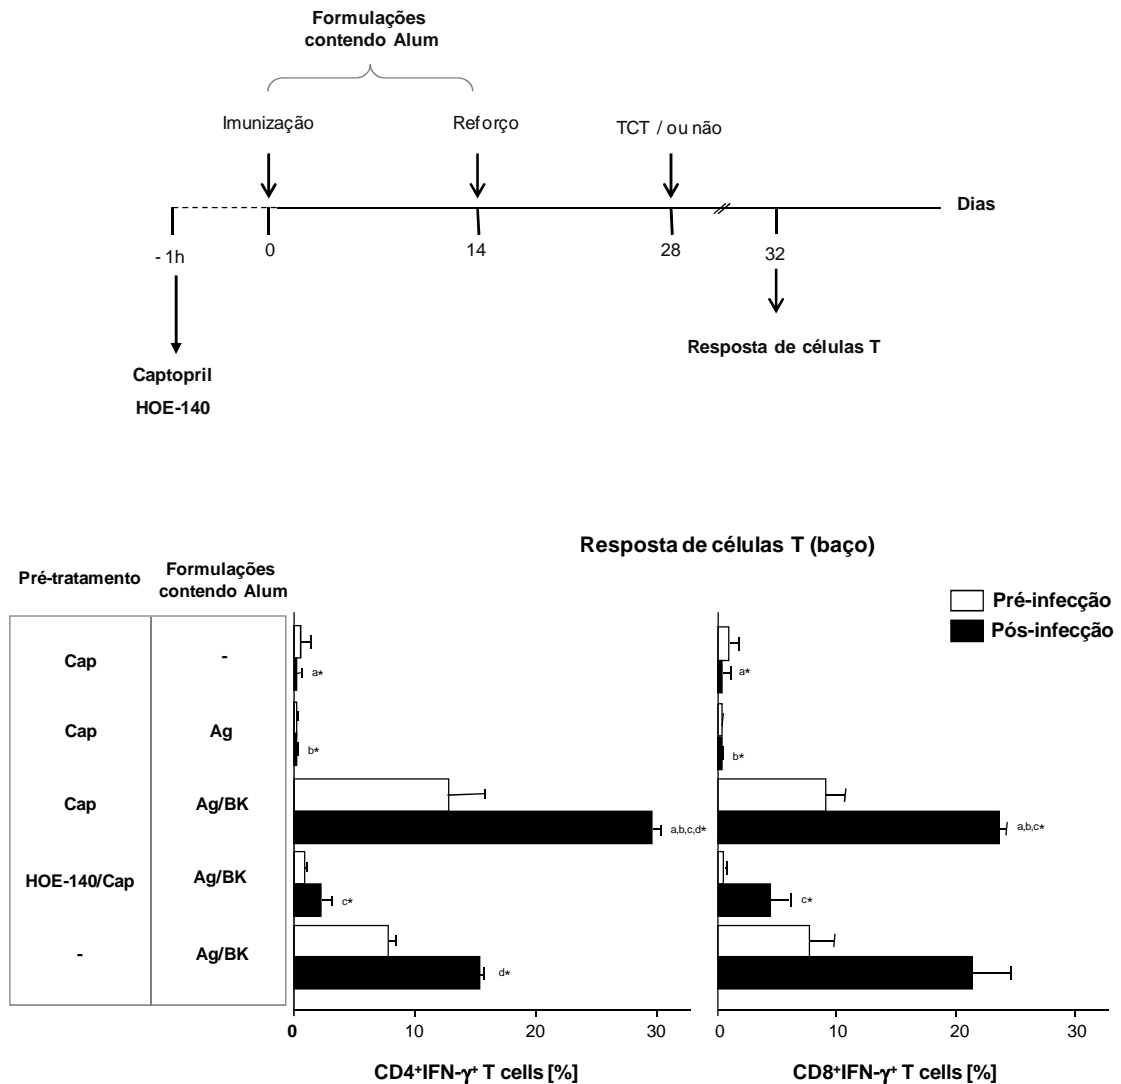 Formulações
contendo Alum
Imunização
Reforço
TCT / ou não
Dias
- 1h
0
14
28
32
Captopril
HOE-140
Resposta de células T
Resposta de células T (baço)
Pré-tratamento
Formulações
contendo Alum
Pré-infecção
Pós-infecção
Cap
-
a*
a*
Cap
Ag
b*
b*
Cap
Ag/BK
a,b,c,d*
a,b,c*
HOE-140/Cap
Ag/BK
c*
c*
-
Ag/BK
d*
0
10
20
30
0
10
20
30
CD4+IFN-γ+ T cells [%]
CD8+IFN-γ+ T cells [%]